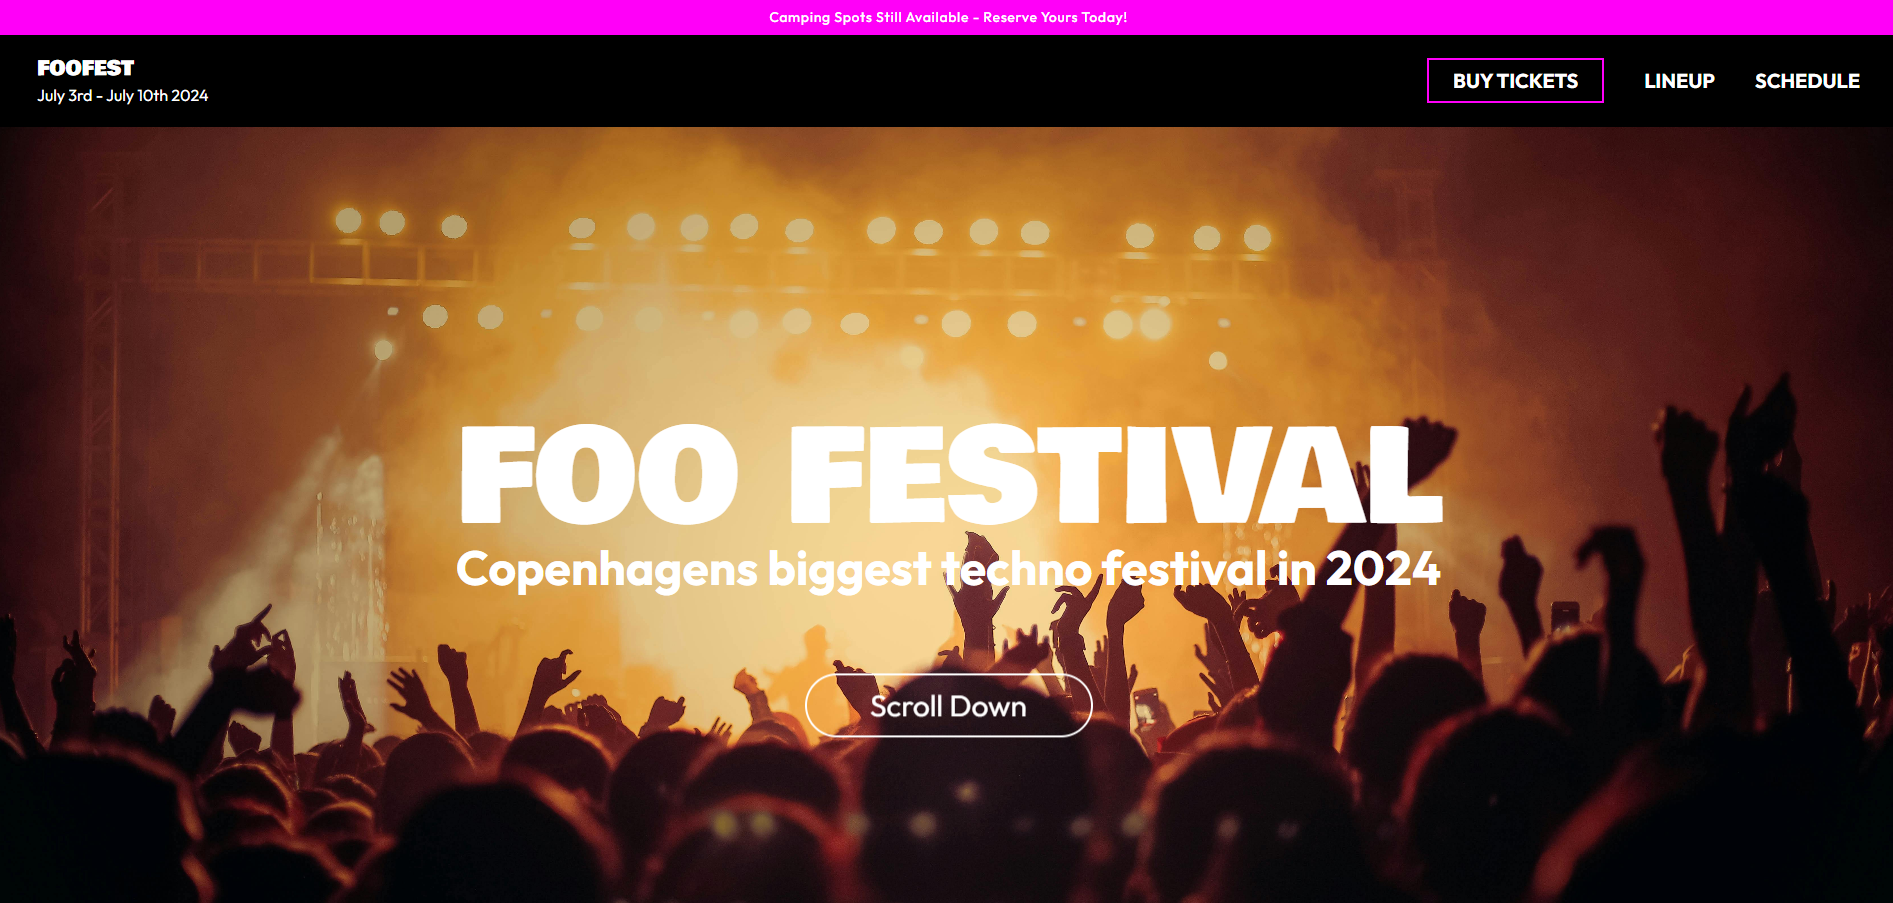 Camping Spots Still Available - Reserve Yours Today!
FOOFEST
July 3rd - July 10th 2024
BUY TICKETS
LINEUP
SCHEDULE
FOO FESTIVAL
Copenhagens biggest techno festival in 2024
Scroll Down